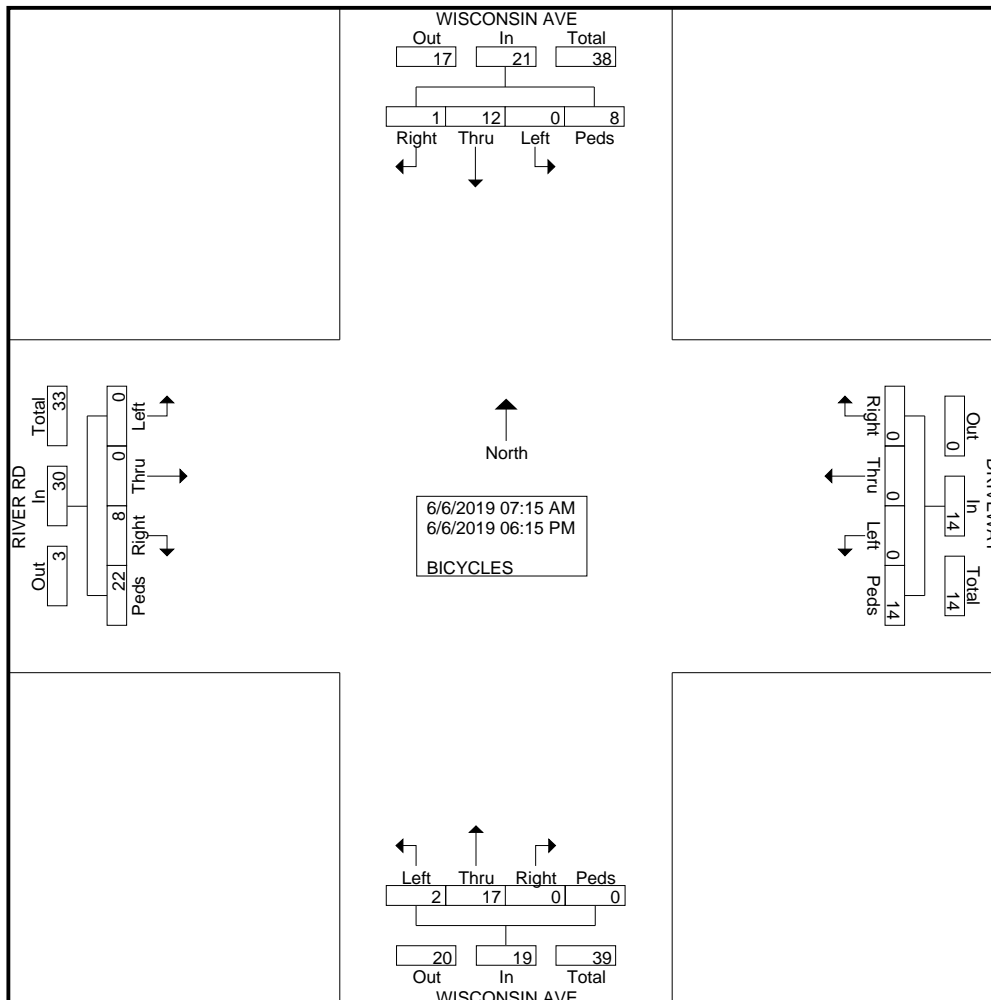 WISCONSIN AVE
Out In Total
17 21 38
1 12 0 8
Right Thru Left Peds
RIVER RD
Total In Out
33 30 3
0 0 8 22
Left Thru Right Peds
North
6/6/2019 07:15 AM
6/6/2019 06:15 PM
BICYCLES
Right Thru Left Peds
0 0 0 14
Out In Total
0 14 14
DRIVEWAY
Left Thru Right Peds
2 17 0 0
20 19 39
Out In Total
WISCONSIN AVE